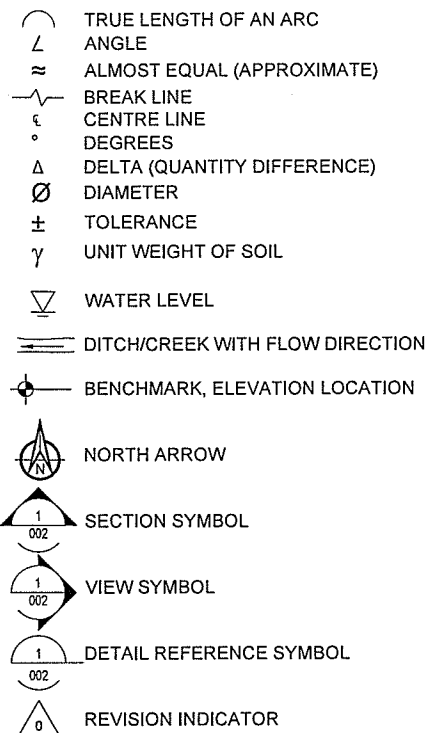 ⌒ TRUE LENGTH OF AN ARC
∠ ANGLE
≈ ALMOST EQUAL (APPROXIMATE)
BREAK LINE
℄ CENTRE LINE
° DEGREES
Δ DELTA (QUANTITY DIFFERENCE)
Ø DIAMETER
± TOLERANCE
γ UNIT WEIGHT OF SOIL
WATER LEVEL
DITCH/CREEK WITH FLOW DIRECTION
BENCHMARK, ELEVATION LOCATION
N NORTH ARROW
1
SECTION SYMBOL
002
1
VIEW SYMBOL
002
1
DETAIL REFERENCE SYMBOL
002
0 REVISION INDICATOR